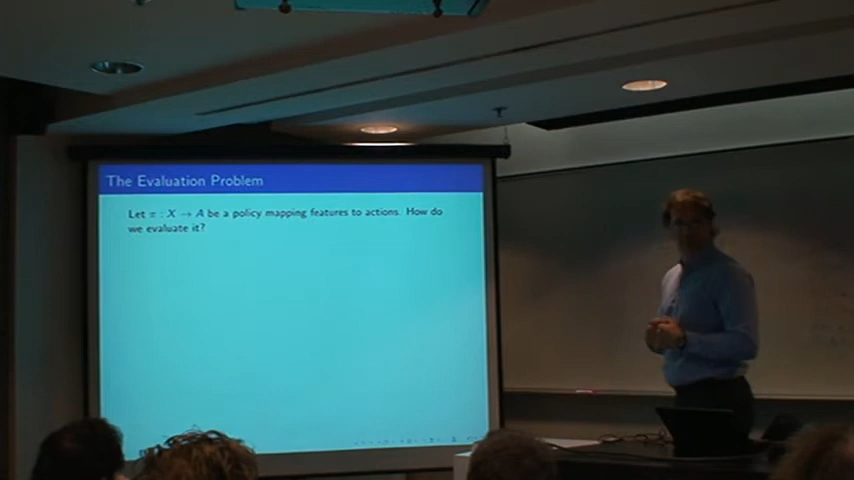 The Evaluation Problem
Let π : X → A be a policy mapping features to actions. How do
we evaluate it?